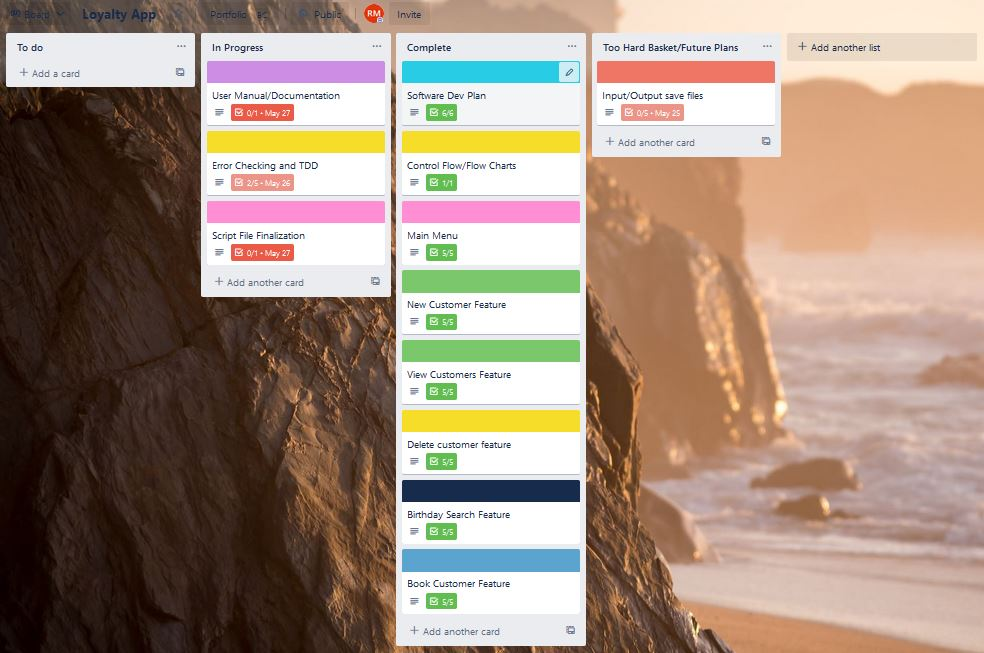 Board
Loyalty App
Portfolio
Public
RM
Invite
To do
+ Add a card
In Progress
User Manual/Documentation
0/1 • May 27
Error Checking and TDD
2/5 • May 26
Script File Finalization
0/1 • May 27
+ Add another card
Complete
Software Dev Plan
6/6
Control Flow/Flow Charts
1/1
Main Menu
5/5
New Customer Feature
5/5
View Customers Feature
5/5
Delete customer feature
5/5
Birthday Search Feature
5/5
Book Customer Feature
5/5
+ Add another card
Too Hard Basket/Future Plans
Input/Output save files
0/5 • May 25
+ Add another card
+ Add another list